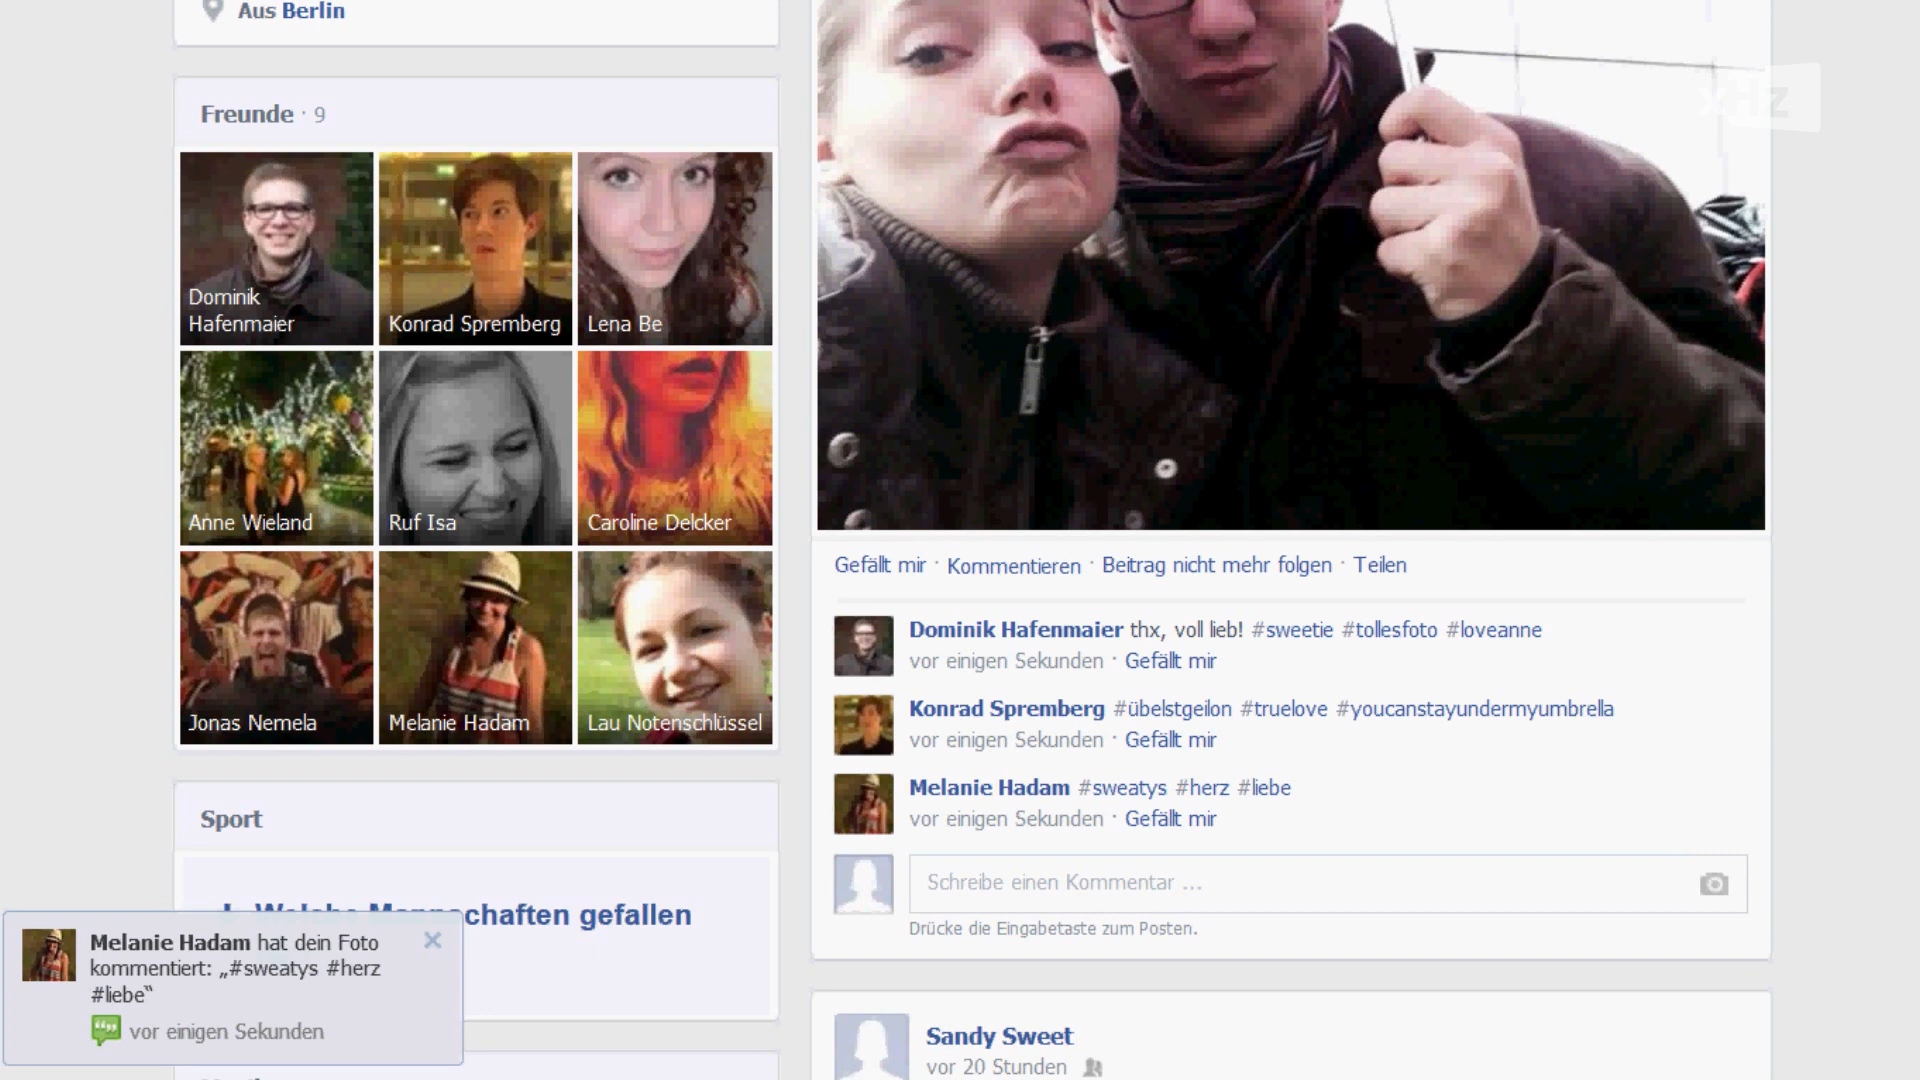 Aus Berlin
Freunde · 9
Dominik
Hafenmaier
Konrad Spremberg
Lena Be
Anne Wieland
Ruf Isa
Caroline Delcker
Jonas Nemela
Melanie Hadam
Lau Notenschlüssel
Sport
Welche Mannschaften gefallen
Melanie Hadam hat dein Foto
kommentiert: „#sweatys #herz
#liebe“
vor einigen Sekunden
xHz
Gefällt mir · Kommentieren · Beitrag nicht mehr folgen · Teilen
Dominik Hafenmaier thx, voll lieb! #sweetie #tollesfoto #loveanne
vor einigen Sekunden · Gefällt mir
Konrad Spremberg #übelstgeilon #truelove #youcanstayundermyumbrella
vor einigen Sekunden · Gefällt mir
Melanie Hadam #sweatys #herz #liebe
vor einigen Sekunden · Gefällt mir
Schreibe einen Kommentar ...
Drücke die Eingabetaste zum Posten.
Sandy Sweet
vor 20 Stunden